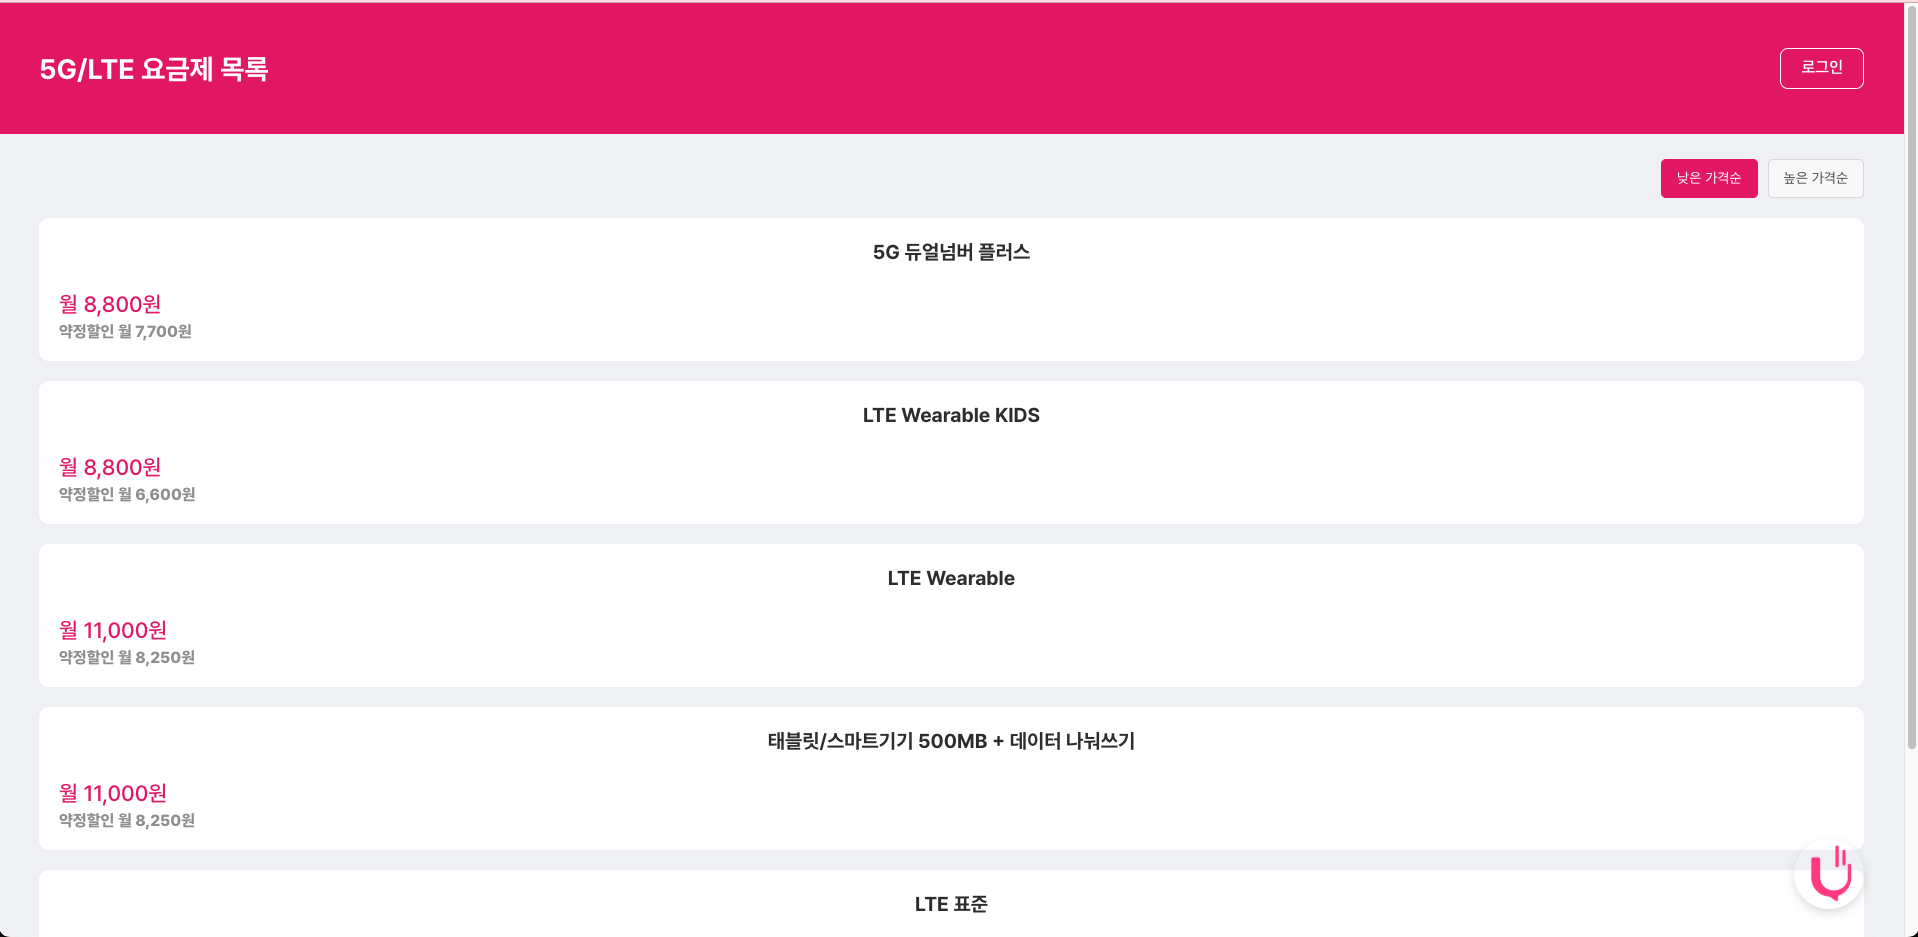 5G/LTE 요금제 목록
로그인
낮은 가격순
높은 가격순
5G 듀얼넘버 플러스
월 8,800원
약정할인 월 7,700원
LTE Wearable KIDS
월 8,800원
약정할인 월 6,600원
LTE Wearable
월 11,000원
약정할인 월 8,250원
태블릿/스마트기기 500MB + 데이터 나눠쓰기
월 11,000원
약정할인 월 8,250원
LTE 표준